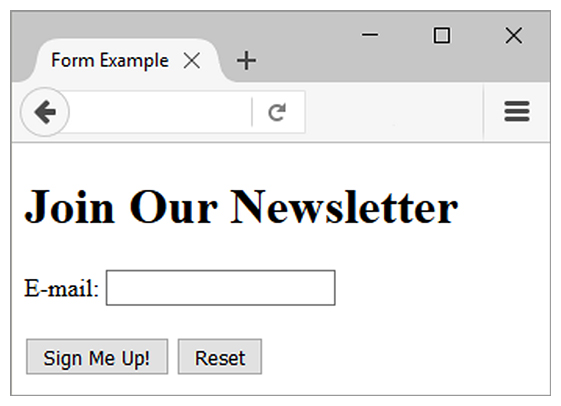 Form Example
Join Our Newsletter
E-mail:
Sign Me Up! Reset